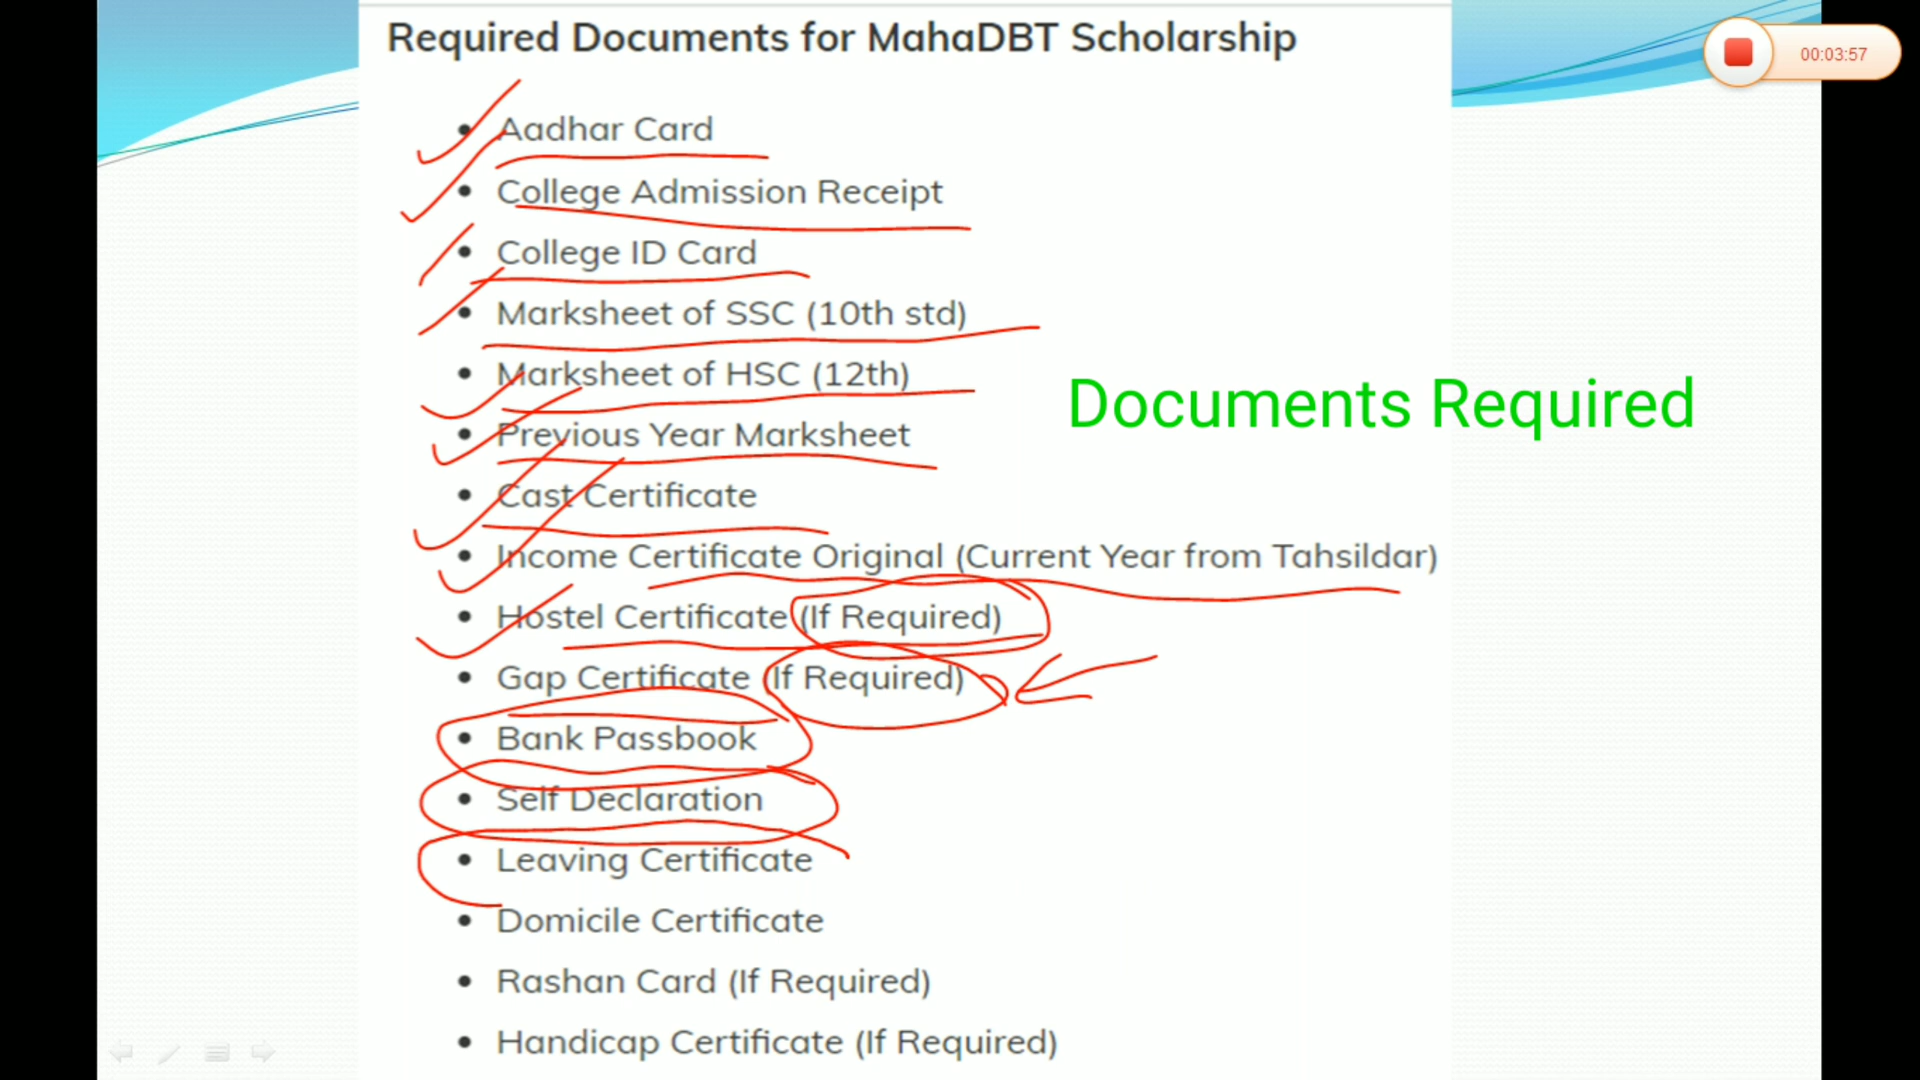 Required Documents for MahaDBT Scholarship
00:03:57
Aadhar Card
College Admission Receipt
College ID Card
Marksheet of SSC (10th std)
Marksheet of HSC (12th)
Documents Required
Previous Year Marksheet
Cast Certificate
Income Certificate Original (Current Year from Tahsildar)
Hostel Certificate (If Required)
Gap Certificate (If Required)
Bank Passbook
Self Declaration
Leaving Certificate
Domicile Certificate
Rashan Card (If Required)
Handicap Certificate (If Required)